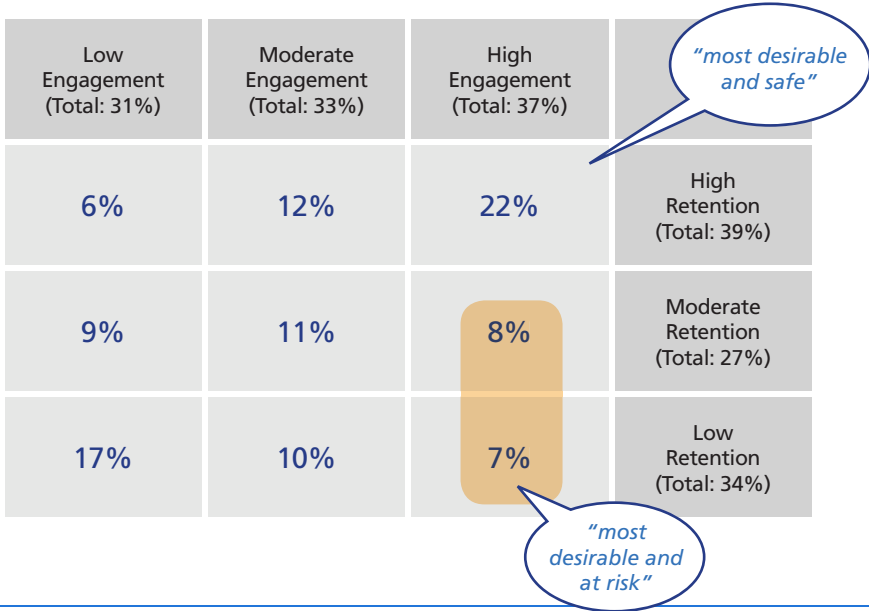 Low
Engagement
(Total: 31%)
Moderate
Engagement
(Total: 33%)
High
Engagement
(Total: 37%)
“most desirable
and safe”
6%
12%
22%
High
Retention
(Total: 39%)
9%
11%
8%
Moderate
Retention
(Total: 27%)
17%
10%
7%
Low
Retention
(Total: 34%)
“most
desirable and
at risk”